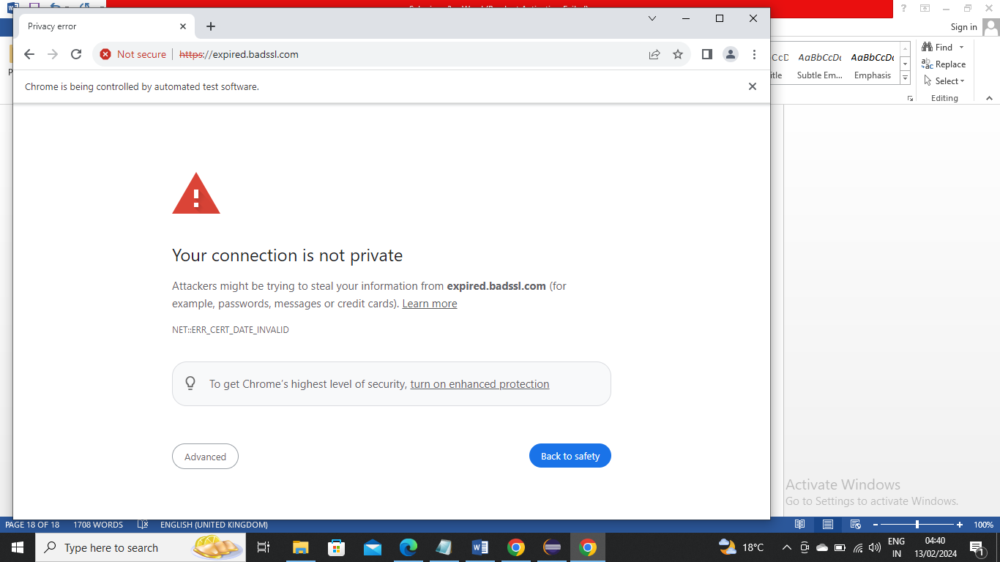 Privacy error
Not secure
https://expired.badssl.com
Chrome is being controlled by automated test software.
Your connection is not private
Attackers might be trying to steal your information from expired.badssl.com (for
example, passwords, messages or credit cards). Learn more
NET::ERR_CERT_DATE_INVALID
To get Chrome's highest level of security, turn on enhanced protection
Advanced
Back to safety
Sign in
AaBbCcDc
AaBbCcDc
Subtle Em...
Emphasis
Find
Replace
Select
Editing
Activate Windows
Go to Settings to activate Windows.
PAGE 18 OF 18
1708 WORDS
ENGLISH (UNITED KINGDOM)
100%
Type here to search
18°C
ENG
IN
04:40
13/02/2024
1